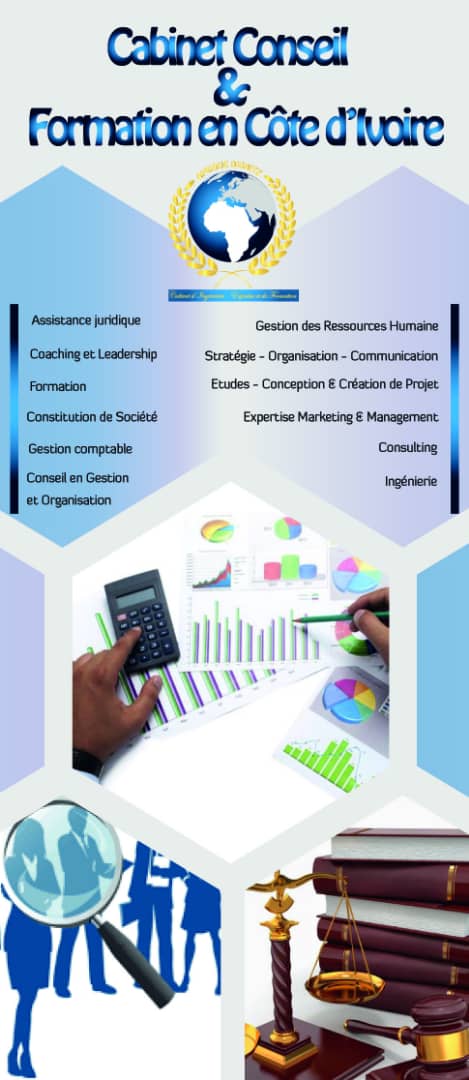 Cabinet Conseil
&
Formation en Côte d'Ivoire
Assistance juridique
Coaching et Leadership
Formation
Constitution de Société
Gestion comptable
Conseil en Gestion
et Organisation
Gestion des Ressources Humaine
Stratégie - Organisation - Communication
Etudes - Conception & Création de Projet
Expertise Marketing & Management
Consulting
Ingénierie